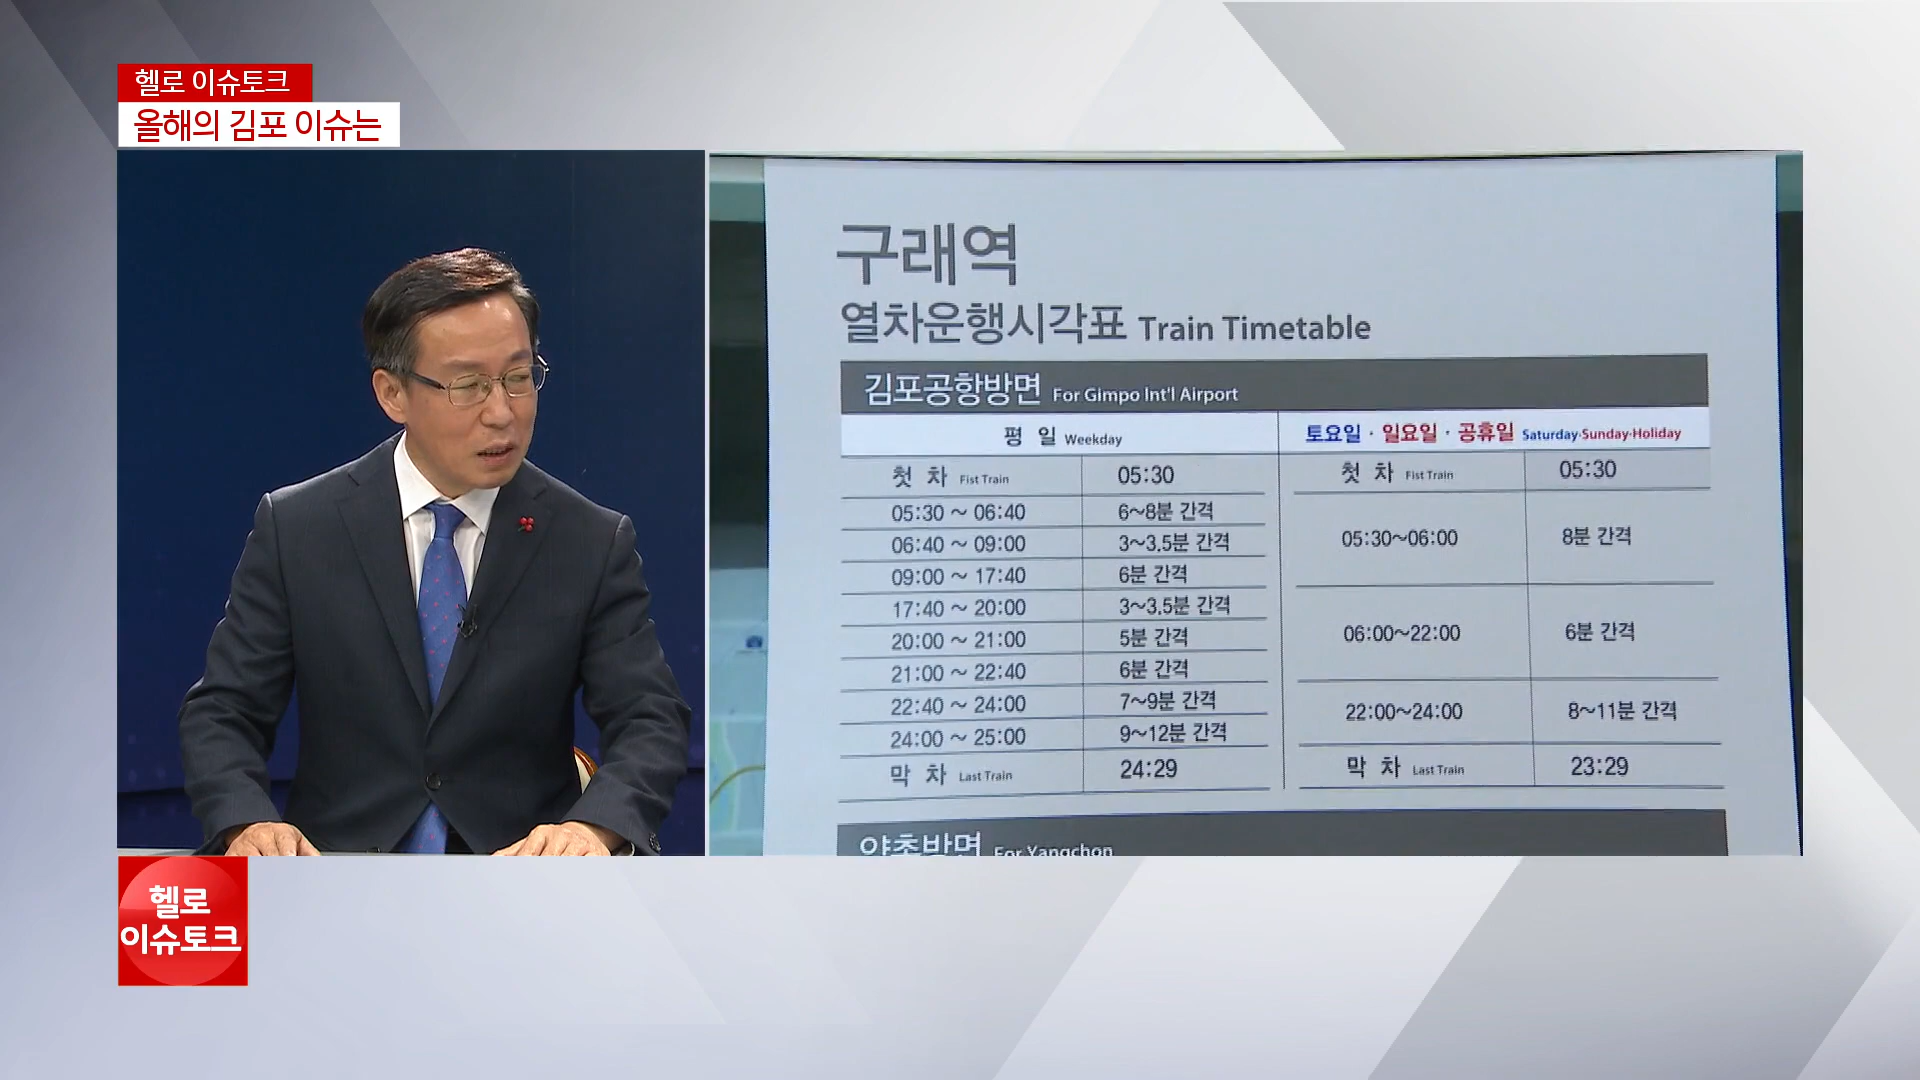 헬로 이슈토크
올해의 김포 이슈는
구래역
열차운행시각표 Train Timetable
김포공항방면 For Gimpo Int'l Airport
평 일 Weekday
토요일 · 일요일 · 공휴일 Saturday·Sunday·Holiday
첫 차 Fist Train 05:30
05:30 ~ 06:40 6~8분 간격
06:40 ~ 09:00 3~3.5분 간격
09:00 ~ 17:40 6분 간격
17:40 ~ 20:00 3~3.5분 간격
20:00 ~ 21:00 5분 간격
21:00 ~ 22:40 6분 간격
22:40 ~ 24:00 7~9분 간격
24:00 ~ 25:00 9~12분 간격
막 차 Last Train 24:29
첫 차 Fist Train 05:30
05:30~06:00 8분 간격
06:00~22:00 6분 간격
22:00~24:00 8~11분 간격
막 차 Last Train 23:29
양촌방면 For Yangchon
헬로
이슈토크